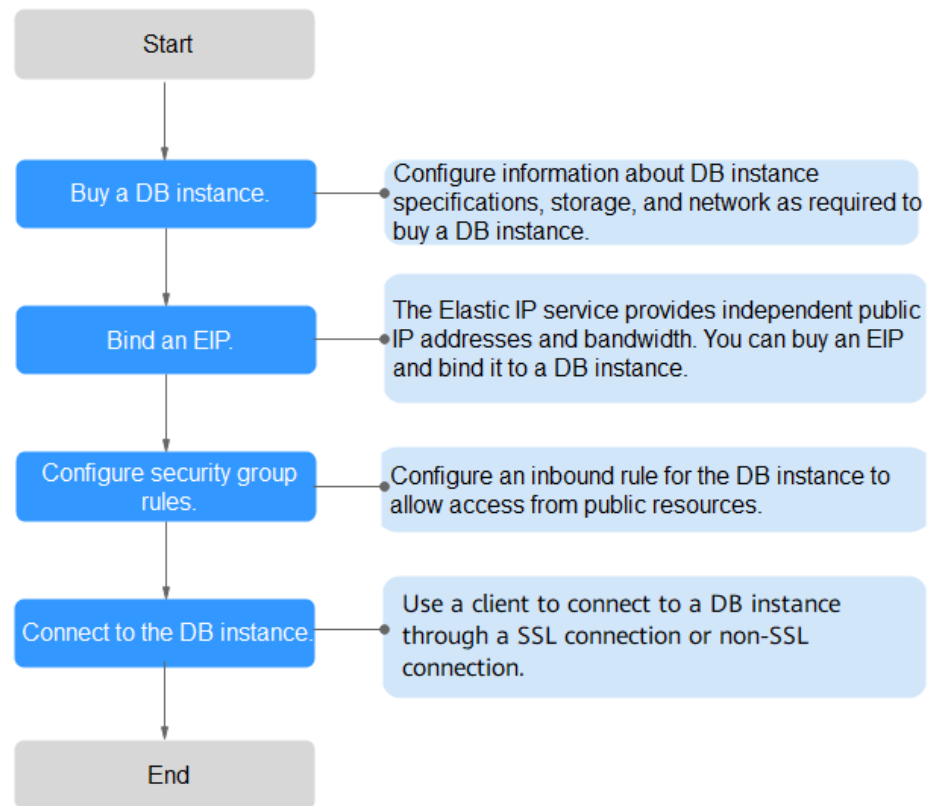 Start
Buy a DB instance.
Configure information about DB instance
specifications, storage, and network as required to
buy a DB instance.
Bind an EIP.
The Elastic IP service provides independent public
IP addresses and bandwidth. You can buy an EIP
and bind it to a DB instance.
Configure security group
rules.
Configure an inbound rule for the DB instance to
allow access from public resources.
Connect to the DB instance.
Use a client to connect to a DB instance
through a SSL connection or non-SSL
connection.
End